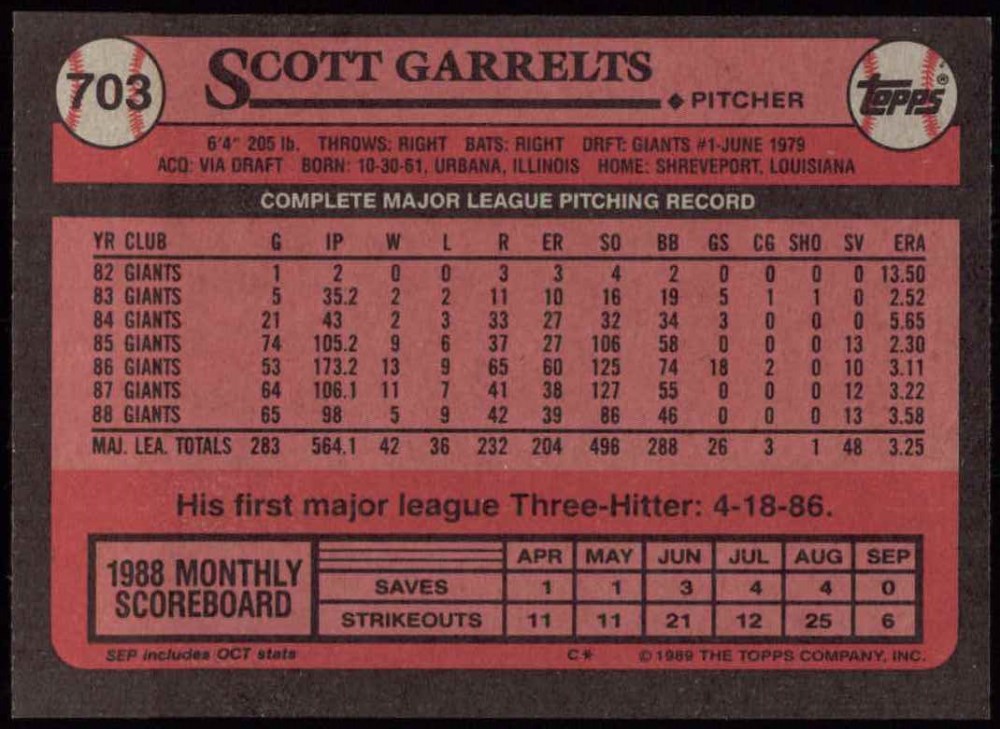 703
SCOTT GARRELTS
◆ PITCHER
Topps®
6'4" 205 lb. THROWS: RIGHT BATS: RIGHT DRFT: GIANTS #1-JUNE 1979
ACQ: VIA DRAFT BORN: 10-30-61, URBANA, ILLINOIS HOME: SHREVEPORT, LOUISIANA
COMPLETE MAJOR LEAGUE PITCHING RECORD
YR CLUB G IP W L R ER SO BB GS CG SHO SV ERA
82 GIANTS 1 2 0 0 3 3 4 2 0 0 0 0 13.50
83 GIANTS 5 35.2 2 2 11 10 16 19 5 1 1 0 2.52
84 GIANTS 21 43 2 3 33 27 32 34 3 0 0 0 5.65
85 GIANTS 74 105.2 9 6 37 27 106 58 0 0 0 13 2.30
86 GIANTS 53 173.2 13 9 65 60 125 74 18 2 0 10 3.11
87 GIANTS 64 106.1 11 7 41 38 127 55 0 0 0 12 3.22
88 GIANTS 65 98 5 9 42 39 86 46 0 0 0 13 3.58
MAJ. LEA. TOTALS 283 564.1 42 36 232 204 496 288 26 3 1 48 3.25
His first major league Three-Hitter: 4-18-86.
1988 MONTHLY SCOREBOARD
APR MAY JUN JUL AUG SEP
SAVES 1 1 3 4 4 0
STRIKEOUTS 11 11 21 12 25 6
SEP includes OCT stats C* © 1989 THE TOPPS COMPANY, INC.